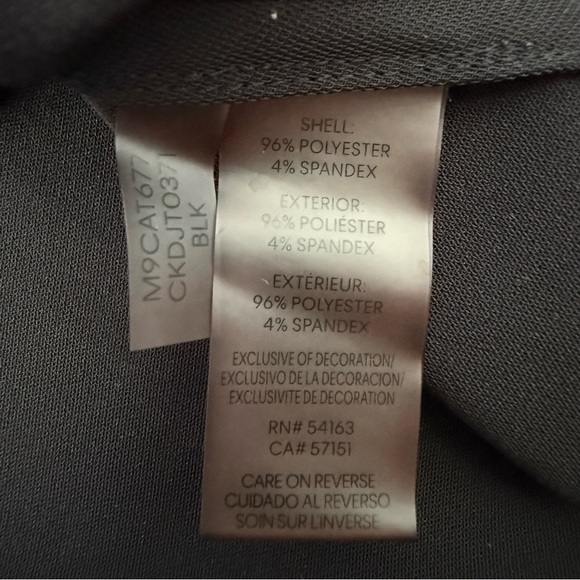 M9CAT677
CKDJT0371
BLK
SHELL:
96% POLYESTER
4% SPANDEX
EXTERIOR:
96% POLIÉSTER
4% SPANDEX
EXTÉRIEUR:
96% POLYESTER
4% SPANDEX
EXCLUSIVE OF DECORATION/
EXCLUSIVO DE LA DECORACION/
EXCLUSIVITE DE DECORATION
RN# 54163
CA# 57151
CARE ON REVERSE
CUIDADO AL REVERSO
SOIN SUR L'INVERSE